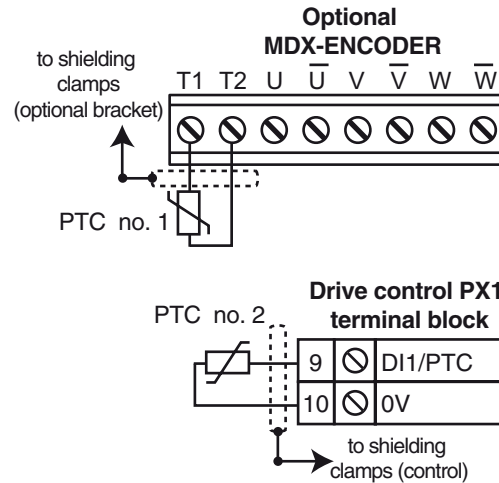 Optional
MDX-ENCODER
to shielding
clamps
(optional bracket)
T1 T2 U U̅ V V̅ W W̅
PTC no. 1
Drive control PX1
terminal block
PTC no. 2
9 DI1/PTC
10 0V
to shielding
clamps (control)